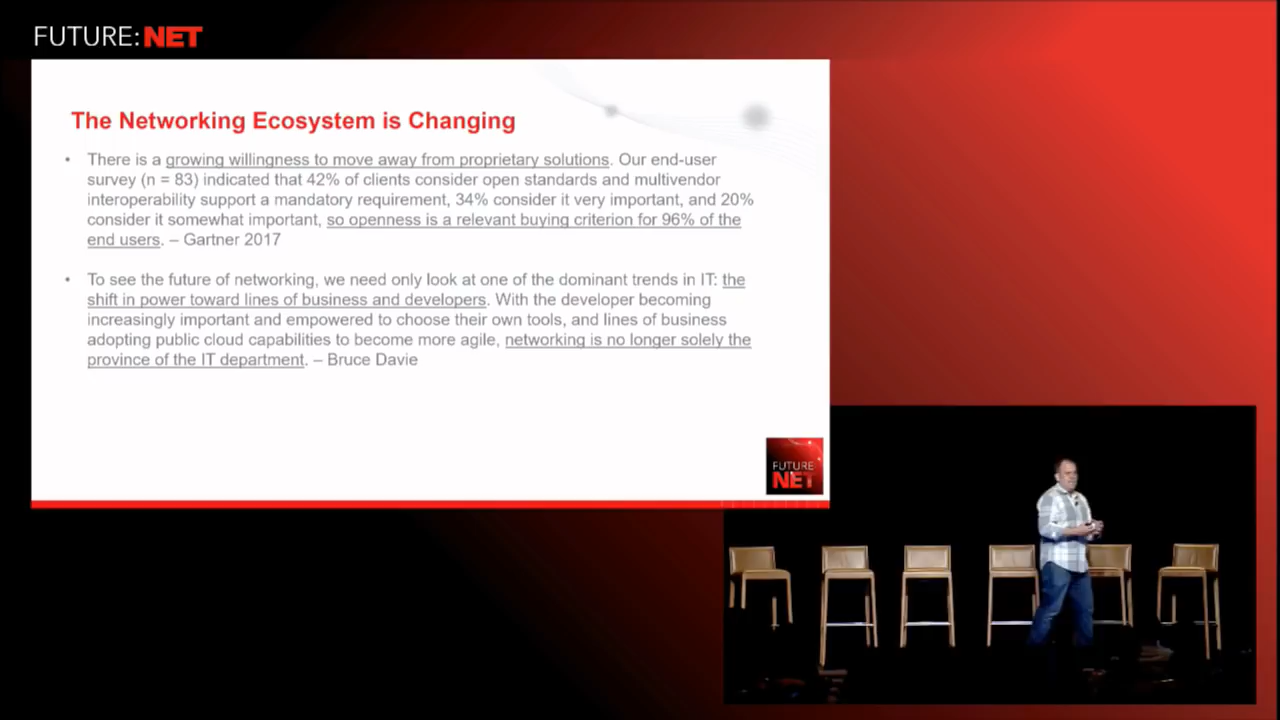 FUTURE:NET
The Networking Ecosystem is Changing
• There is a growing willingness to move away from proprietary solutions. Our end-user
survey (n = 83) indicated that 42% of clients consider open standards and multivendor
interoperability support a mandatory requirement, 34% consider it very important, and 20%
consider it somewhat important, so openness is a relevant buying criterion for 96% of the
end users. – Gartner 2017
• To see the future of networking, we need only look at one of the dominant trends in IT: the
shift in power toward lines of business and developers. With the developer becoming
increasingly important and empowered to choose their own tools, and lines of business
adopting public cloud capabilities to become more agile, networking is no longer solely the
province of the IT department. – Bruce Davie
FUTURE
NET